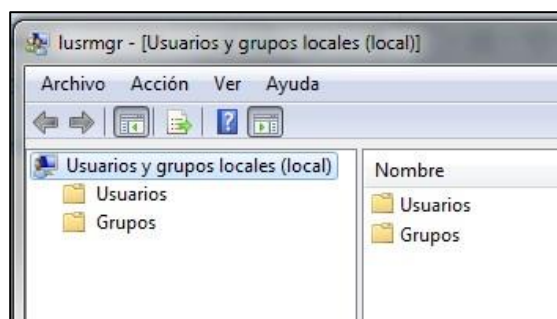 lusrmgr - [Usuarios y grupos locales (local)]
Archivo Acción Ver Ayuda
Usuarios y grupos locales (local)
Usuarios
Grupos
Nombre
Usuarios
Grupos